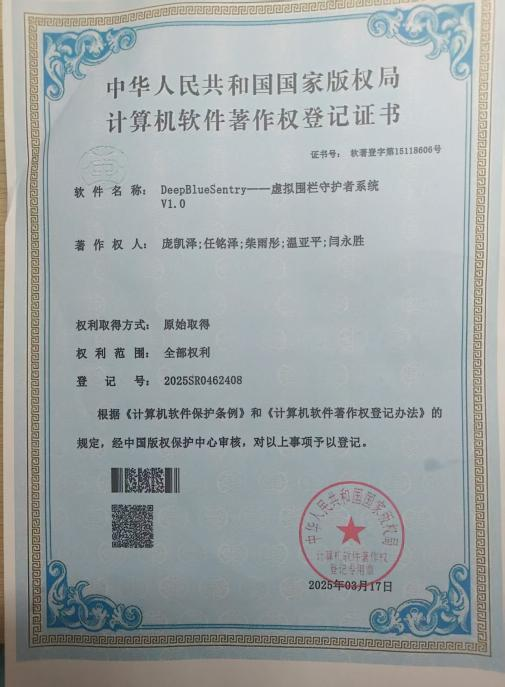 中华人民共和国国家版权局
计算机软件著作权登记证书
证书号： 软著登字第15118606号
软件名称： DeepBlueSentry——虚拟围栏守护者系统
V1.0
著作权人： 庞凯泽;任铭泽;柴雨彤;温亚平;闫永胜
权利取得方式： 原始取得
权利范围： 全部权利
登记号： 2025SR0462408
根据《计算机软件保护条例》和《计算机软件著作权登记办法》的
规定，经中国版权保护中心审核，对以上事项予以登记。
中华人民共和国国家版权局
计算机软件著作权
登记专用章
2025年03月17日